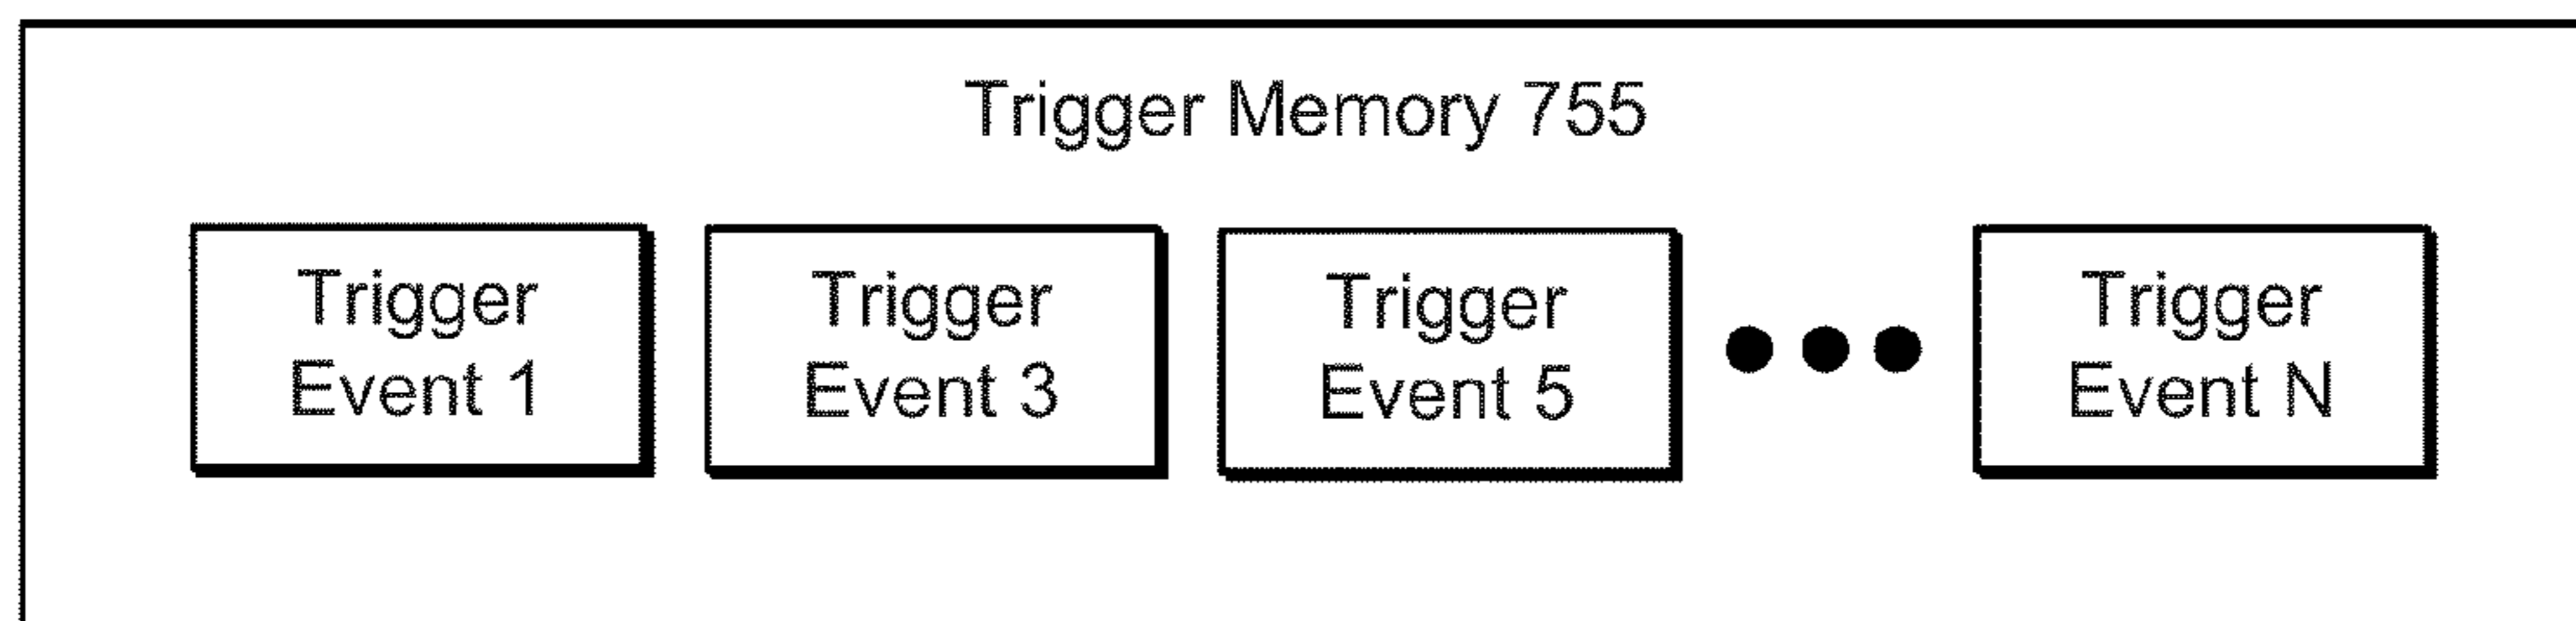 Trigger Memory 755
Trigger
Event 1
Trigger
Event 3
Trigger
Event 5
Trigger
Event N